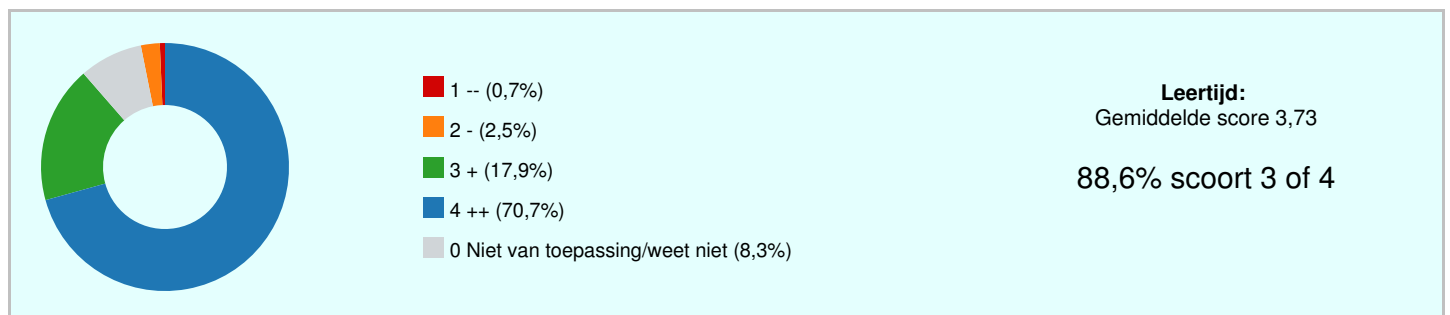 1 -- (0,7%)
2 - (2,5%)
3 + (17,9%)
4 ++ (70,7%)
0 Niet van toepassing/weet niet (8,3%)
Leertijd:
Gemiddelde score 3,73
88,6% scoort 3 of 4